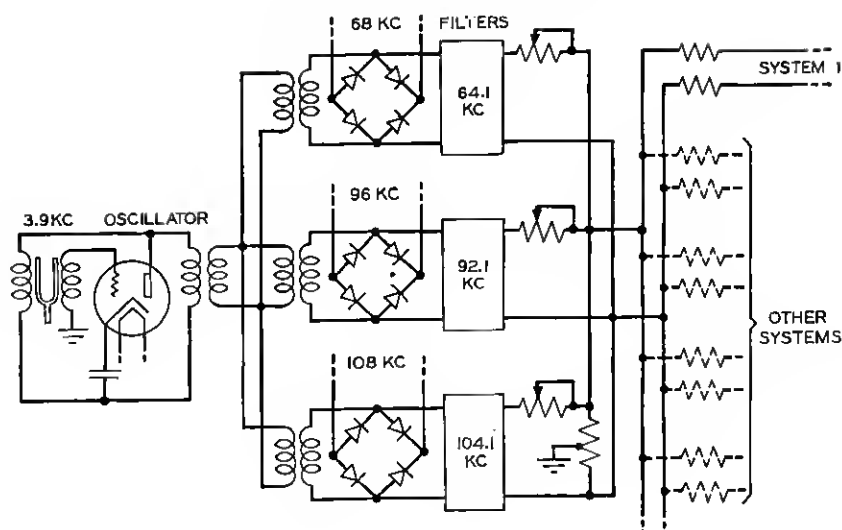 68 KC
FILTERS
64.1
KC
SYSTEM 1
3.9KC OSCILLATOR
96 KC
92.1
KC
OTHER
SYSTEMS
108 KC
104.1
KC